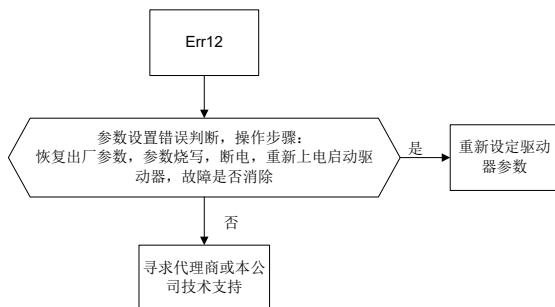 Err12
参数设置错误判断，操作步骤：
恢复出厂参数，参数烧写，断电，重新上电启动驱
动器，故障是否消除
是
重新设定驱动
器参数
否
寻求代理商或本公
司技术支持